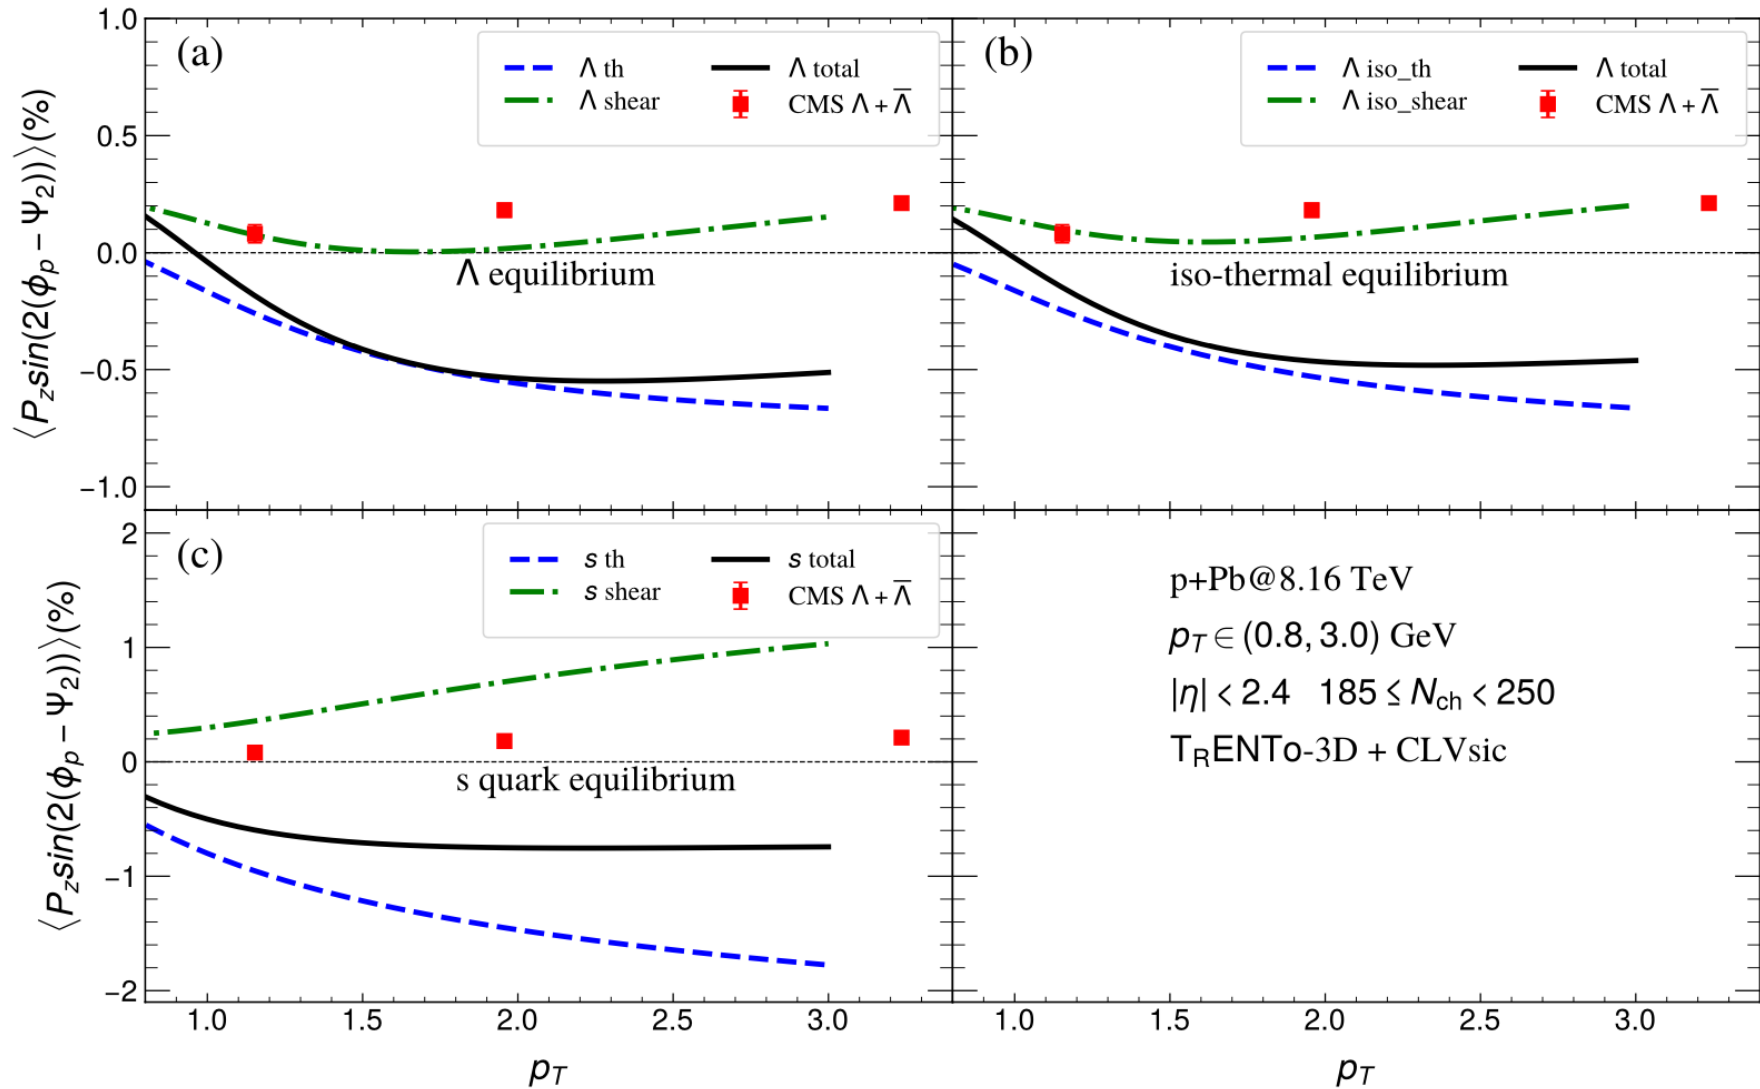 (a)
Λ th
Λ shear
Λ total
CMS Λ + Λ̅
⟨P_z sin(2(ϕ_p − Ψ_2))⟩(%)
1.0
0.5
0.0
−0.5
−1.0
Λ equilibrium
(b)
Λ iso_th
Λ iso_shear
Λ total
CMS Λ + Λ̅
iso-thermal equilibrium
(c)
s th
s shear
s total
CMS Λ + Λ̅
⟨P_z sin(2(ϕ_p − Ψ_2))⟩(%)
2
1
0
−1
−2
s quark equilibrium
1.0 1.5 2.0 2.5 3.0
p_T
p+Pb@8.16 TeV
p_T ∈ (0.8, 3.0) GeV
|η| < 2.4 185 ≤ N_ch < 250
T_RENTo-3D + CLVsic
1.0 1.5 2.0 2.5 3.0
p_T